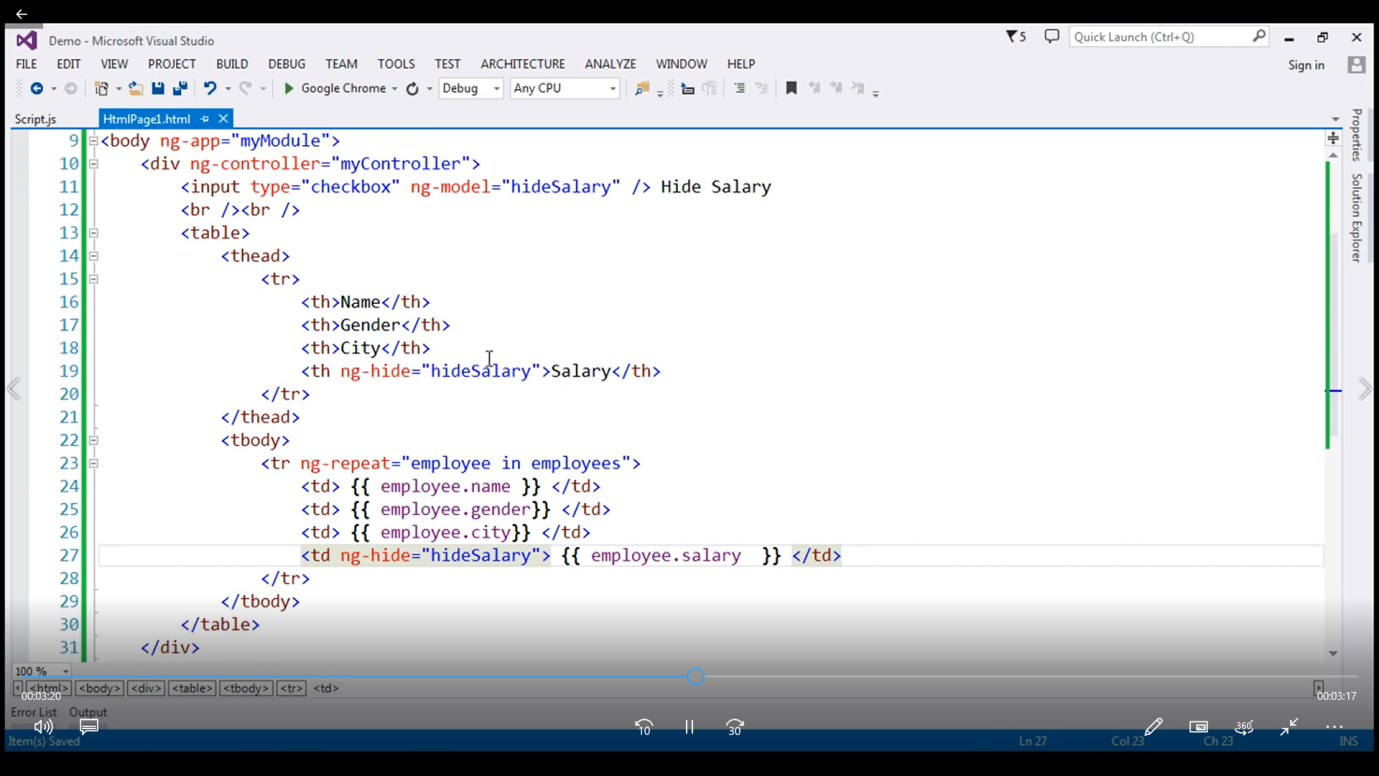 Demo - Microsoft Visual Studio
5
Quick Launch (Ctrl+Q)
FILE EDIT VIEW PROJECT BUILD DEBUG TEAM TOOLS TEST ARCHITECTURE ANALYZE WINDOW HELP
Sign in
Google Chrome Debug Any CPU
Script.js HtmlPage1.html
Properties
Solution Explorer
9 <body ng-app="myModule">
10 <div ng-controller="myController">
11 <input type="checkbox" ng-model="hideSalary" /> Hide Salary
12 <br /><br />
13 <table>
14 <thead>
15 <tr>
16 <th>Name</th>
17 <th>Gender</th>
18 <th>City</th>
19 <th ng-hide="hideSalary">Salary</th>
20 </tr>
21 </thead>
22 <tbody>
23 <tr ng-repeat="employee in employees">
24 <td> {{ employee.name }} </td>
25 <td> {{ employee.gender}} </td>
26 <td> {{ employee.city}} </td>
27 <td ng-hide="hideSalary"> {{ employee.salary  }} </td>
28 </tr>
29 </tbody>
30 </table>
31 </div>
100 %
<html> <body> <div> <table> <tbody> <tr> <td>
00:03:20 00:03:17
Error List Output
10 30 360
Item(s) Saved Ln 27 Col 23 Ch 23 INS